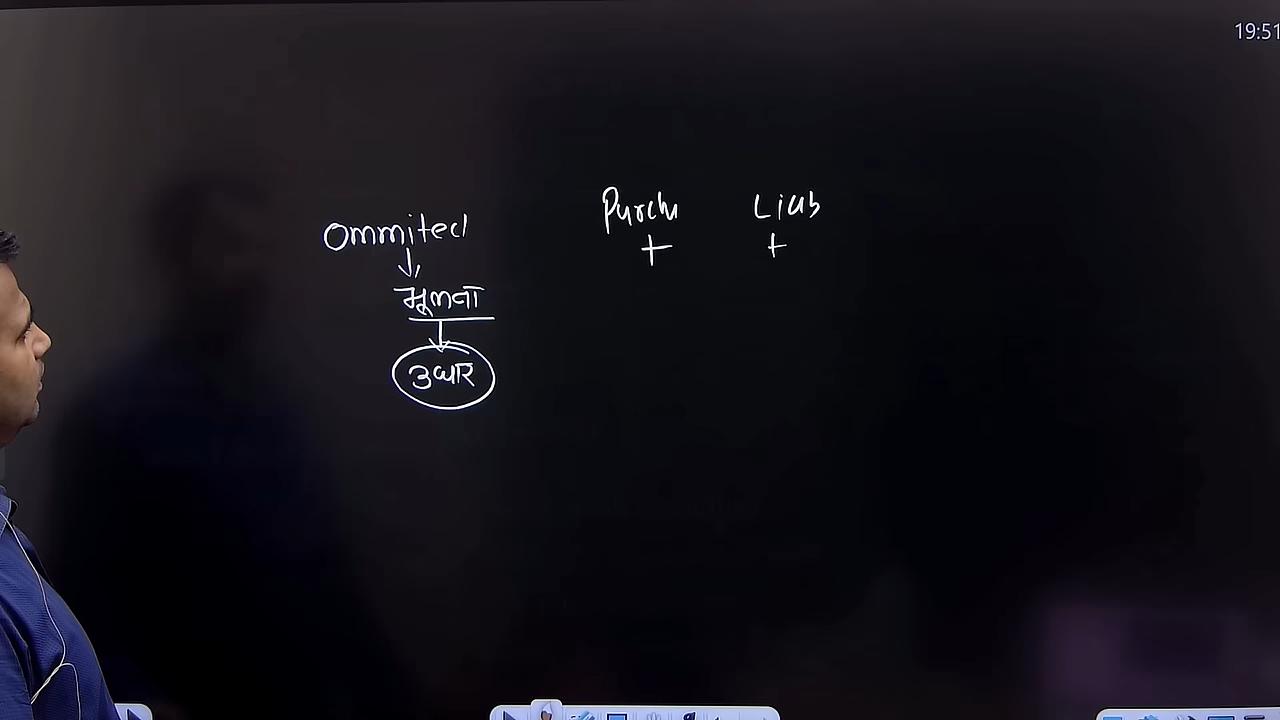 19:51
Ommited
↓
भूलना
↓
उधार
Purch Liab
+ +